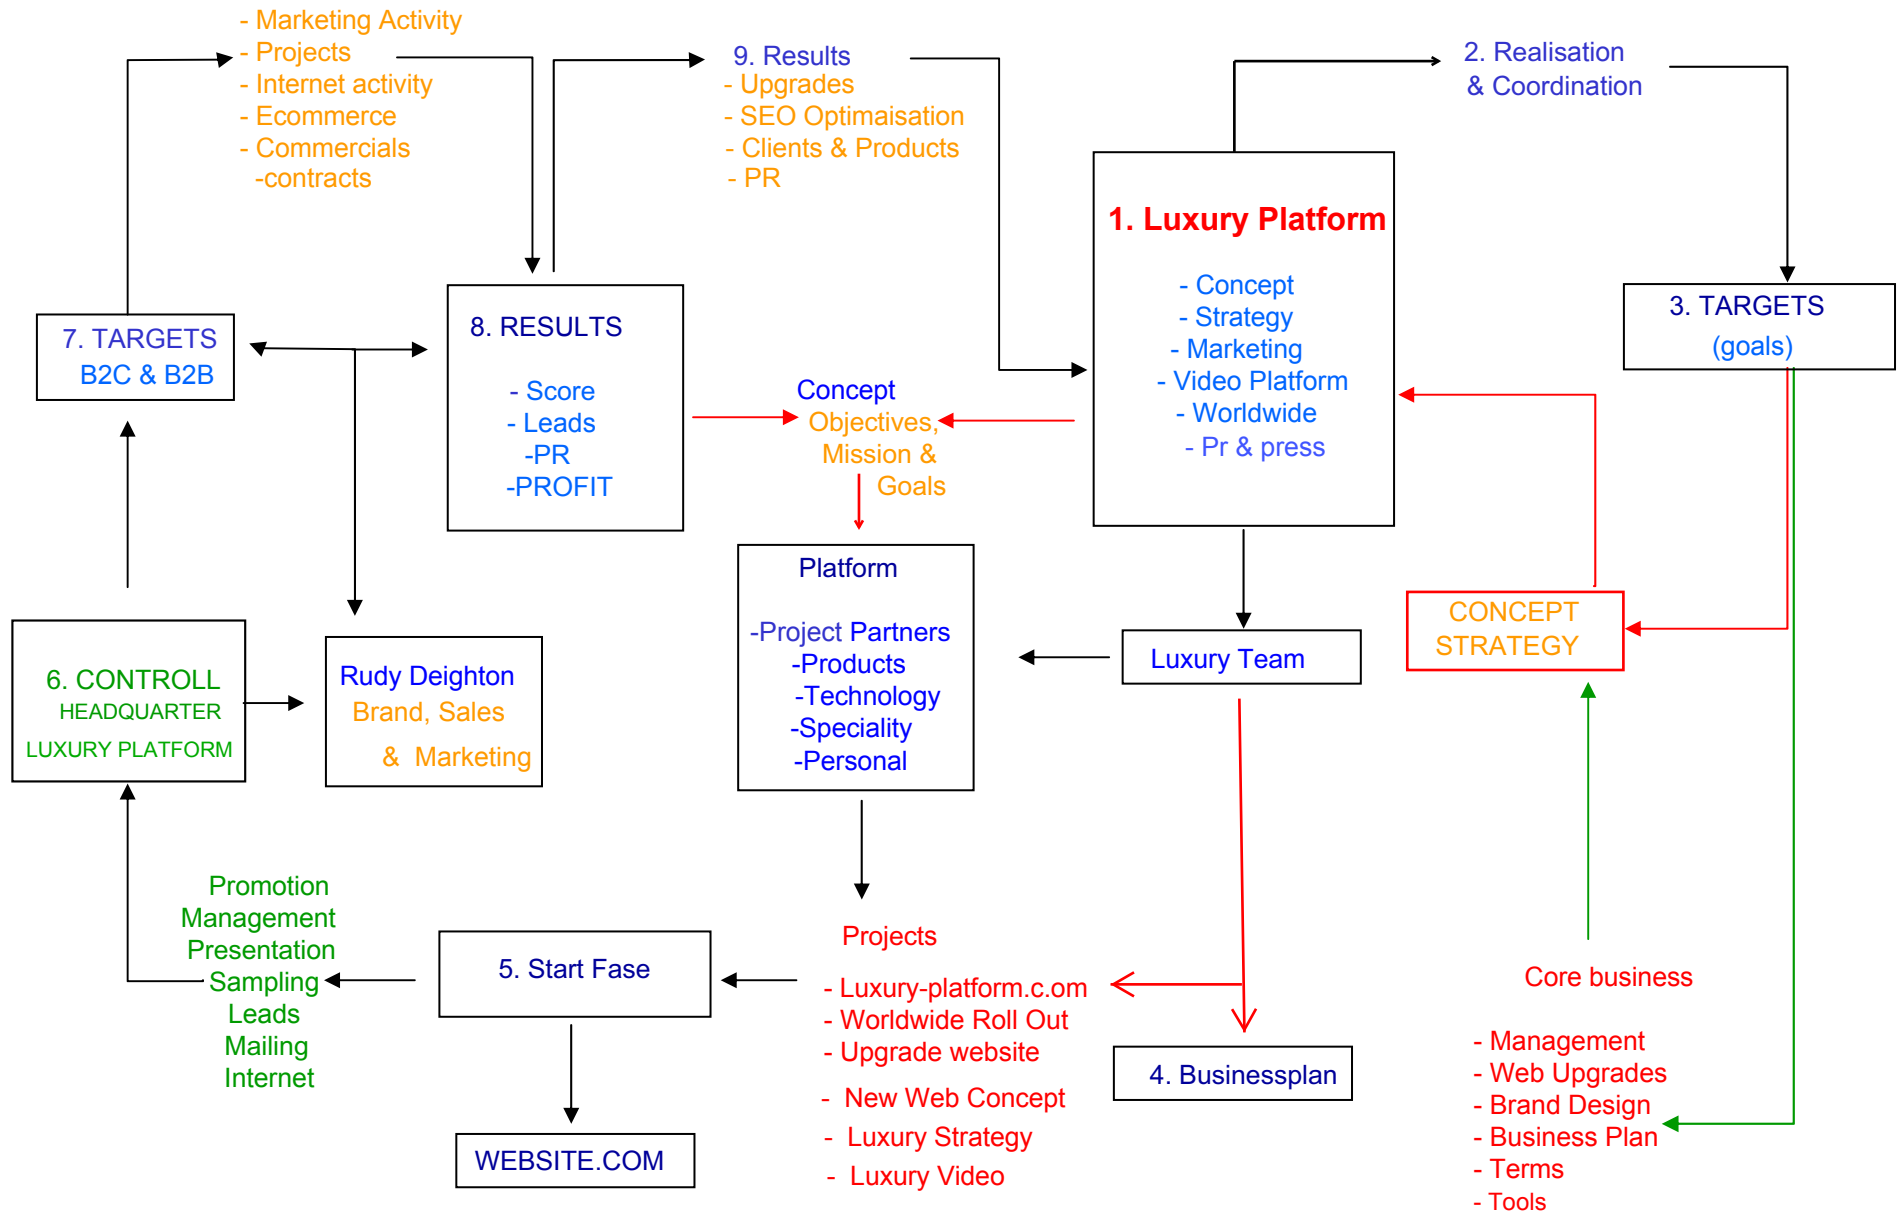 - Marketing Activity
- Projects
- Internet activity
- Ecommerce
- Commercials
-contracts
9. Results
- Upgrades
- SEO Optimaisation
- Clients & Products
- PR
2. Realisation
& Coordination
1. Luxury Platform
- Concept
- Strategy
- Marketing
- Video Platform
- Worldwide
- Pr & press
3. TARGETS
(goals)
7. TARGETS
B2C & B2B
8. RESULTS
- Score
- Leads
-PR
-PROFIT
Concept
Objectives,
Mission &
Goals
Platform
-Project Partners
-Products
-Technology
-Speciality
-Personal
Luxury Team
CONCEPT
STRATEGY
6. CONTROLL
HEADQUARTER
LUXURY PLATFORM
Rudy Deighton
Brand, Sales
& Marketing
Promotion
Management
Presentation
Sampling
Leads
Mailing
Internet
5. Start Fase
WEBSITE.COM
Projects
- Luxury-platform.c.om
- Worldwide Roll Out
- Upgrade website
- New Web Concept
- Luxury Strategy
- Luxury Video
4. Businessplan
Core business
- Management
- Web Upgrades
- Brand Design
- Business Plan
- Terms
- Tools